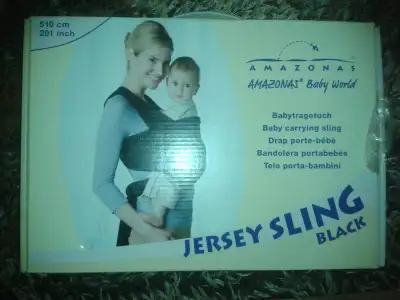 510 cm
201 inch
AMAZONAS
AMAZONAS® Baby World
Babytragetuch
Baby carrying sling
Drap porte-bébé
Bandolera portabebés
Telo porta-bambini
JERSEY SLING
BLACK